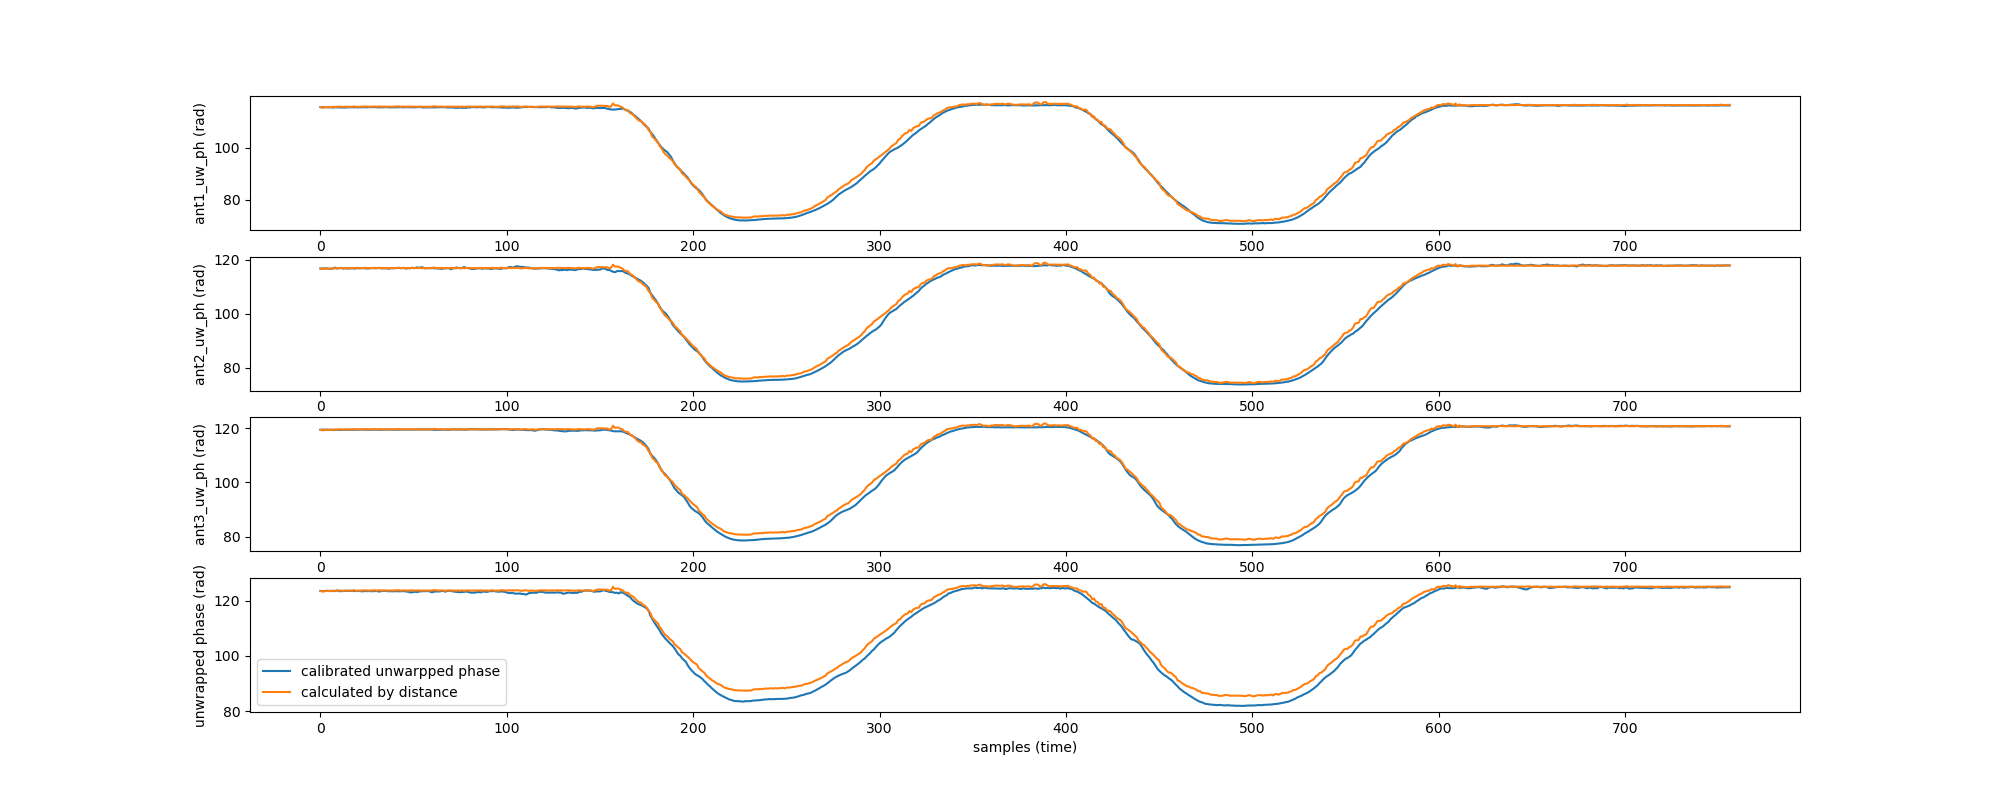 ant1_uw_ph (rad)
100
80
0 100 200 300 400 500 600 700
ant2_uw_ph (rad)
120
100
80
0 100 200 300 400 500 600 700
ant3_uw_ph (rad)
120
100
80
0 100 200 300 400 500 600 700
unwrapped phase (rad)
120
100
80
calibrated unwarpped phase
calculated by distance
0 100 200 300 400 500 600 700
samples (time)